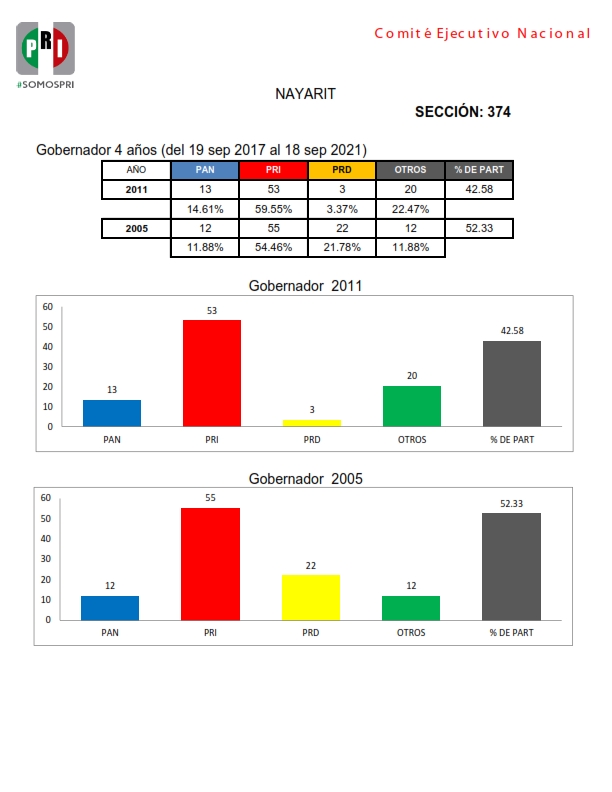 PRI
#SOMOSPRI
Comité Ejecutivo Nacional
NAYARIT
SECCIÓN: 374
Gobernador 4 años (del 19 sep 2017 al 18 sep 2021)
AÑO PAN PRI PRD OTROS % DE PART
2011 13 53 3 20 42.58
14.61% 59.55% 3.37% 22.47%
2005 12 55 22 12 52.33
11.88% 54.46% 21.78% 11.88%
Gobernador 2011
60
50
40
30
20
10
0
13
53
3
20
42.58
PAN PRI PRD OTROS % DE PART
Gobernador 2005
60
50
40
30
20
10
0
12
55
22
12
52.33
PAN PRI PRD OTROS % DE PART